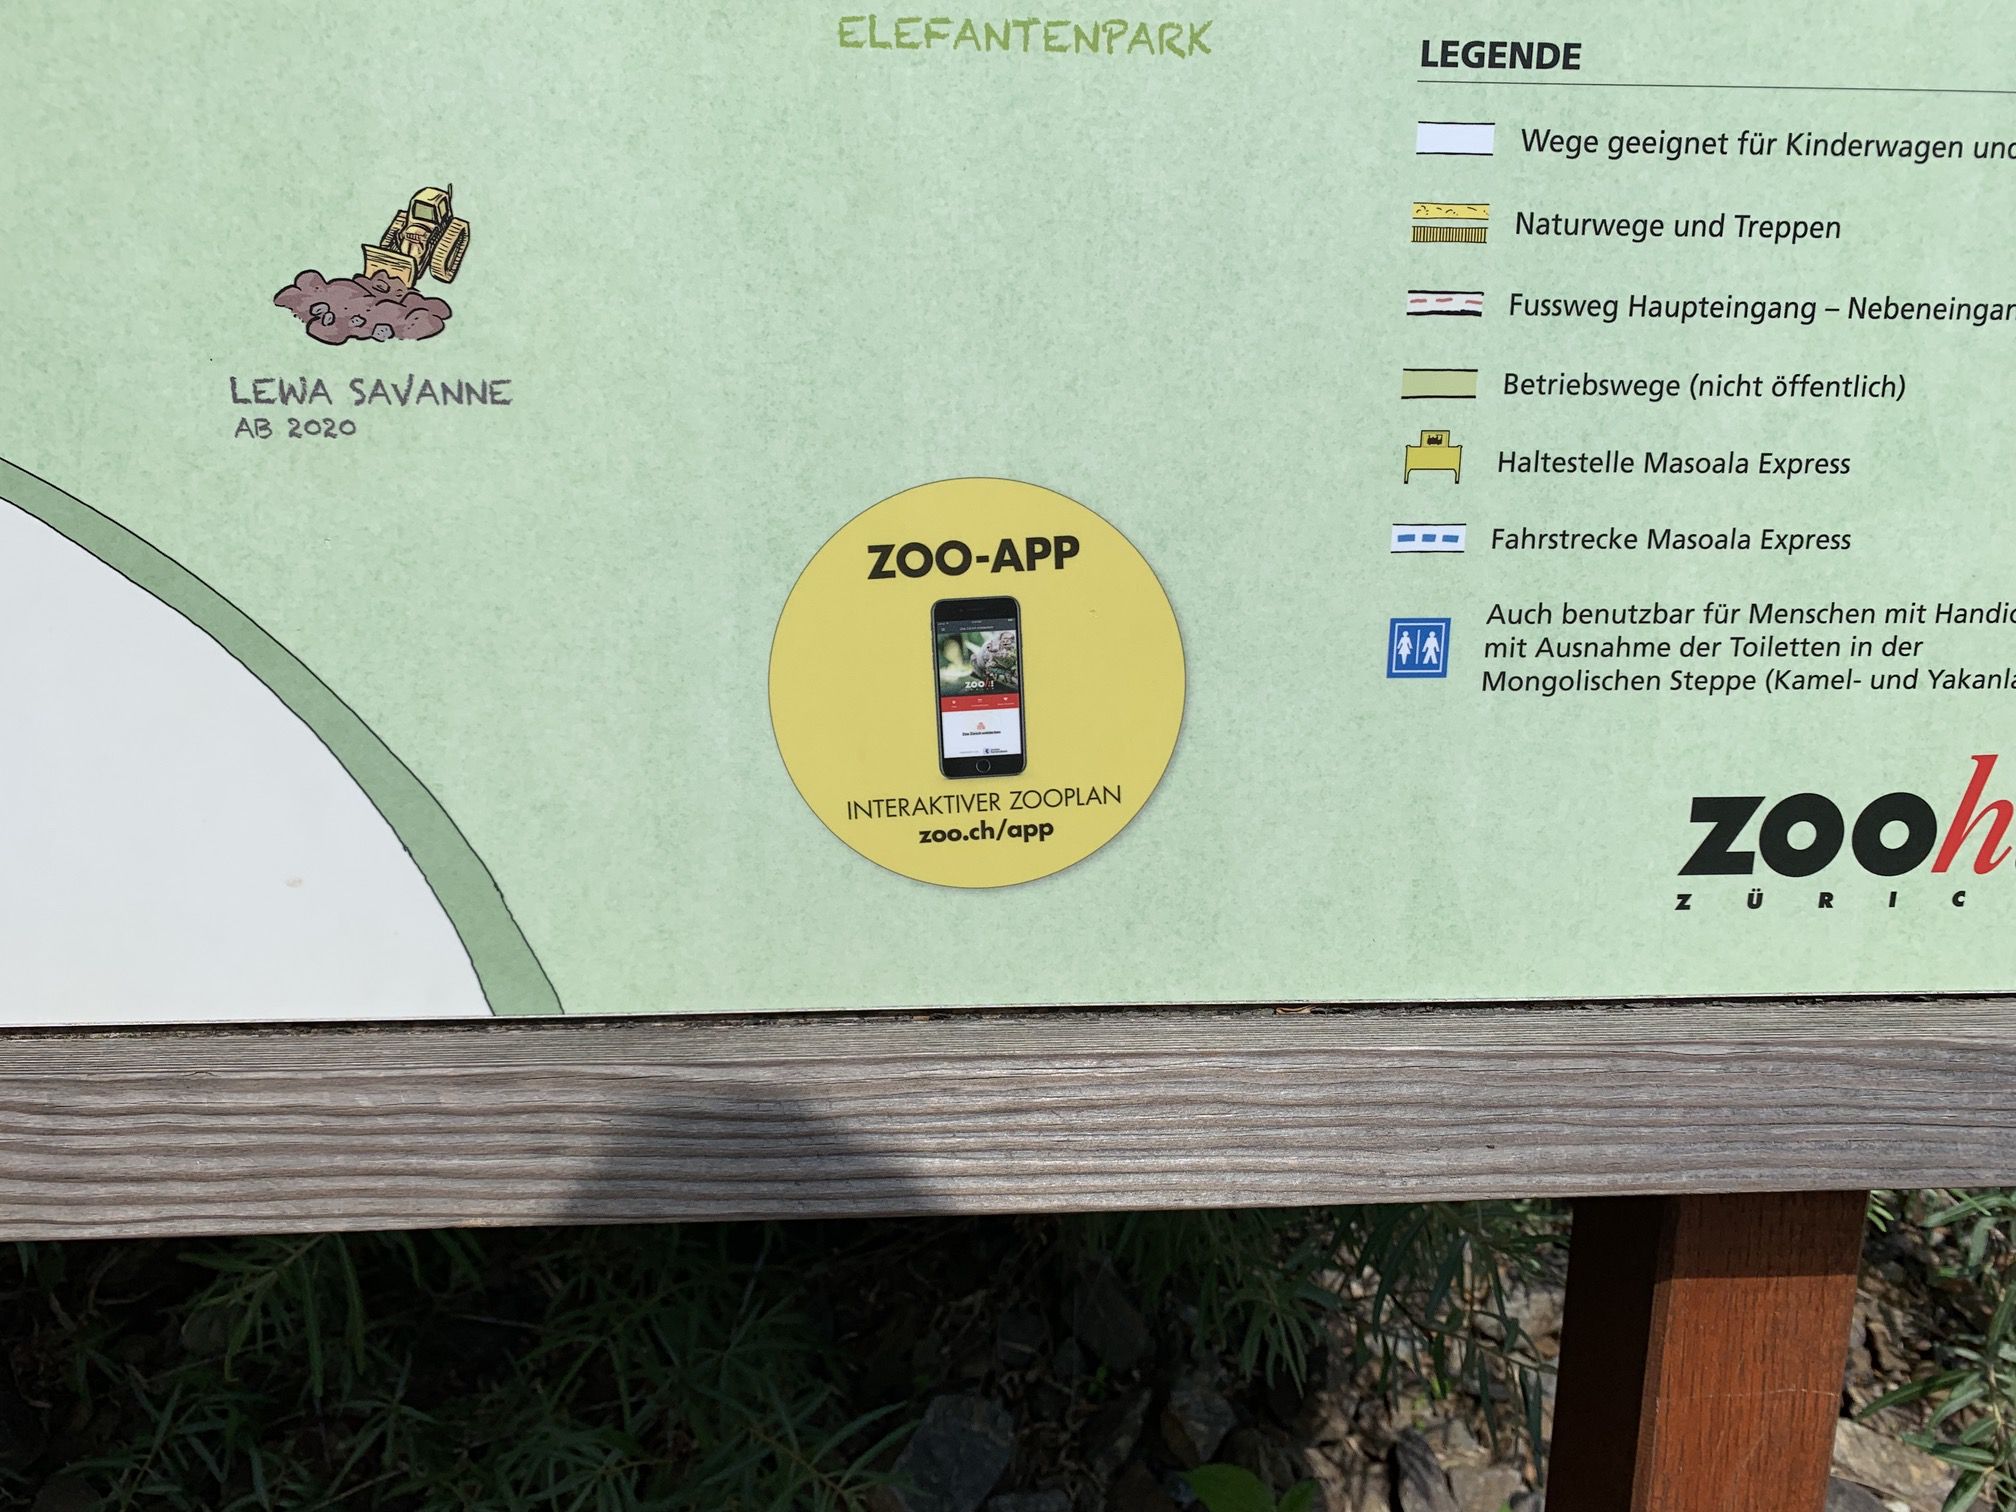 ELEFANTENPARK
LEWA SAVANNE
AB 2020
ZOO-APP
zooh!
INTERAKTIVER ZOOPLAN
zoo.ch/app
LEGENDE
Wege geeignet für Kinderwagen und
Naturwege und Treppen
Fussweg Haupteingang – Nebeneingan
Betriebswege (nicht öffentlich)
Haltestelle Masoala Express
Fahrstrecke Masoala Express
Auch benutzbar für Menschen mit Handic
mit Ausnahme der Toiletten in der
Mongolischen Steppe (Kamel- und Yakanla
zooh
ZÜRIC